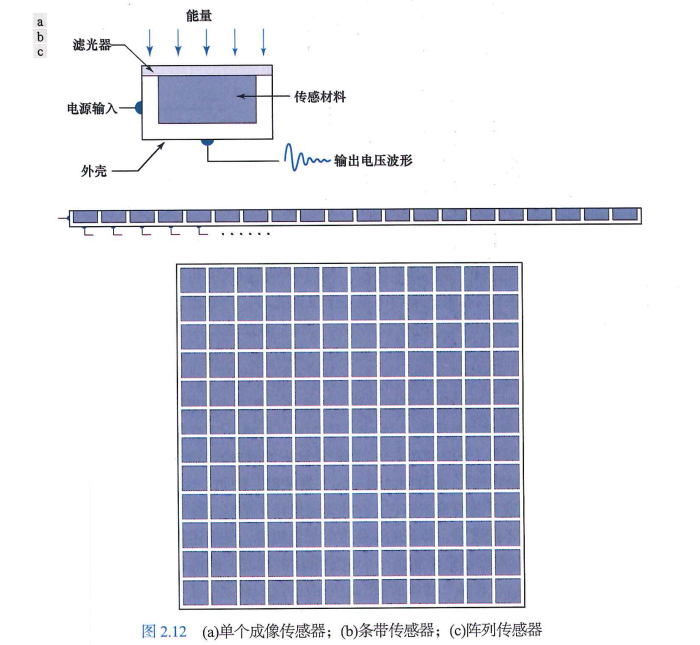 a
b
c
能量
滤光器
传感材料
电源输入
输出电压波形
外壳
图 2.12 (a)单个成像传感器；(b)条带传感器；(c)阵列传感器